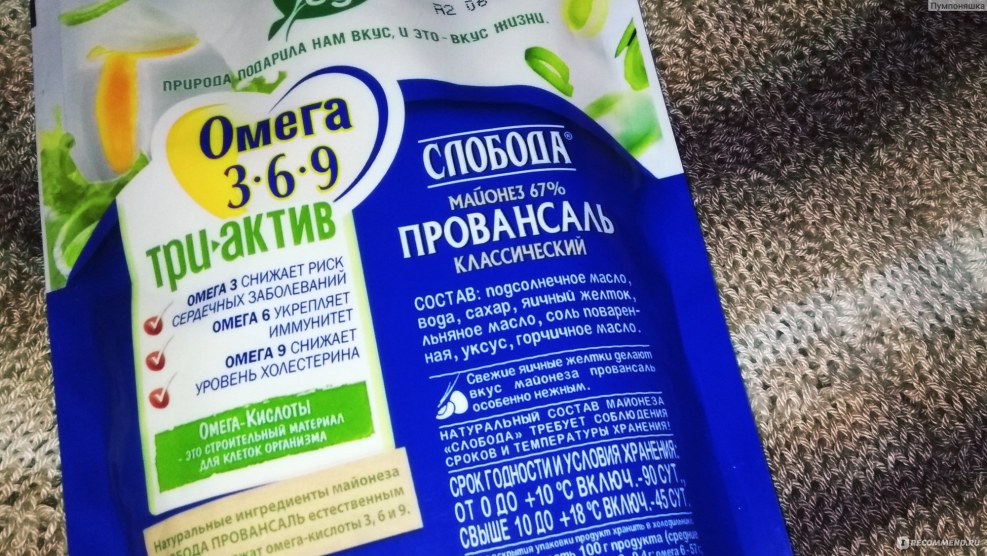 Пумпоняшка
ПРИРОДА ПОДАРИЛА НАМ ВКУС, И ЭТО - ВКУС ЖИЗНИ.
Омега
3·6·9
три-актив
ОМЕГА 3 СНИЖАЕТ РИСК
СЕРДЕЧНЫХ ЗАБОЛЕВАНИЙ
ОМЕГА 6 УКРЕПЛЯЕТ
ИММУНИТЕТ
ОМЕГА 9 СНИЖАЕТ
УРОВЕНЬ ХОЛЕСТЕРИНА
ОМЕГА-КИСЛОТЫ
- ЭТО СТРОИТЕЛЬНЫЙ МАТЕРИАЛ
ДЛЯ КЛЕТОК ОРГАНИЗМА
Натуральные ингредиенты майонеза
ПРОВАНСАЛЬ естественным
омега-кислоты 3, 6 и 9.
СЛОБОДА®
МАЙОНЕЗ 67%
ПРОВАНСАЛЬ
КЛАССИЧЕСКИЙ
СОСТАВ: подсолнечное масло,
вода, сахар, яичный желток,
льняное масло, соль поварен-
ная, уксус, горчичное масло.
Свежие яичные желтки делают
вкус майонеза провансаль
особенно нежным.
НАТУРАЛЬНЫЙ СОСТАВ МАЙОНЕЗА
«СЛОБОДА» ТРЕБУЕТ СОБЛЮДЕНИЯ
СРОКОВ И ТЕМПЕРАТУРЫ ХРАНЕНИЯ!
СРОК ГОДНОСТИ И УСЛОВИЯ ХРАНЕНИЯ:
ОТ 0 ДО +10 °С ВКЛЮЧ.-90 СУТ.,
СВЫШЕ 10 ДО +18 °С ВКЛЮЧ.-45 СУТ.
упаковки продукт хранить в
100 г продукта
IRECOMMEND.RU